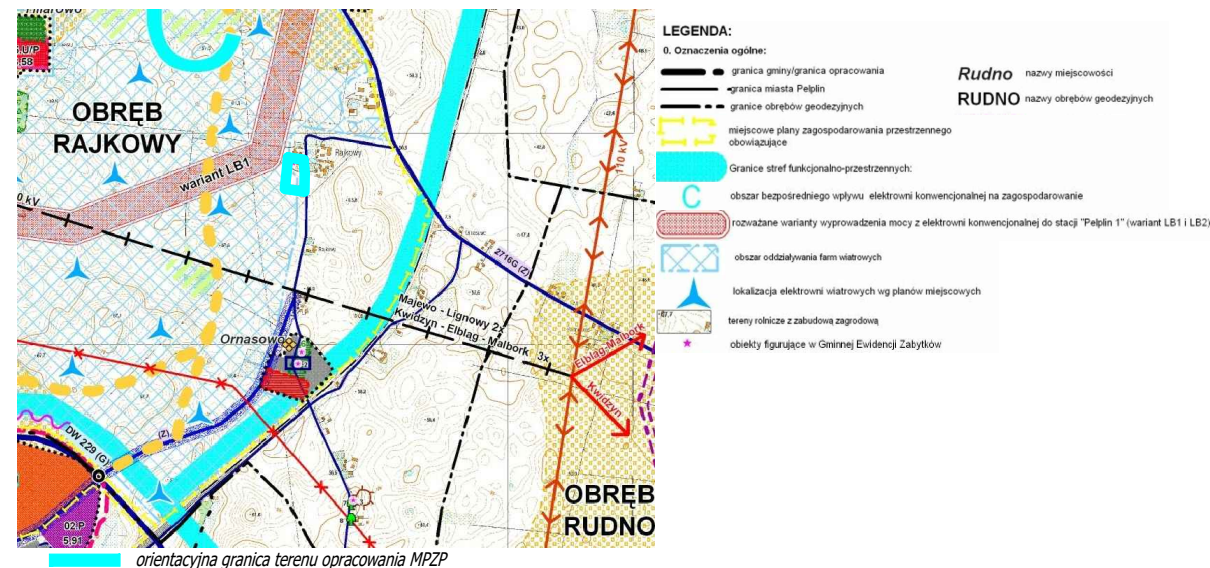 OBRĘB
RAJKOWY
wariant LB1
Rajkowy
110 kV
2716G (Z)
Majewo - Lignowy 2x
Kwidzyn - Elbląg - Malbork 3x
Ornasowo
Elbląg-Malbork
Kwidzyn
(Z)
DW 229 (G)
02.P
5,91
OBRĘB
RUDNO
orientacyjna granica terenu opracowania MPZP
LEGENDA:
0. Oznaczenia ogólne:
granica gminy/granica opracowania
granica miasta Pelplin
granice obrębów geodezyjnych
miejscowe plany zagospodarowania przestrzennego
obowiązujące
Granice stref funkcjonalno-przestrzennych:
C obszar bezpośredniego wpływu elektrowni konwencjonalnej na zagospodarowanie
rozważane warianty wyprowadzenia mocy z elektrowni konwencjonalnej do stacji "Pelplin 1" (wariant LB1 i LB2)
obszar oddziaływania farm wiatrowych
lokalizacja elektrowni wiatrowych wg planów miejscowych
tereny rolnicze z zabudową zagrodową
obiekty figurujące w Gminnej Ewidencji Zabytków
Rudno nazwy miejscowości
RUDNO nazwy obrębów geodezyjnych